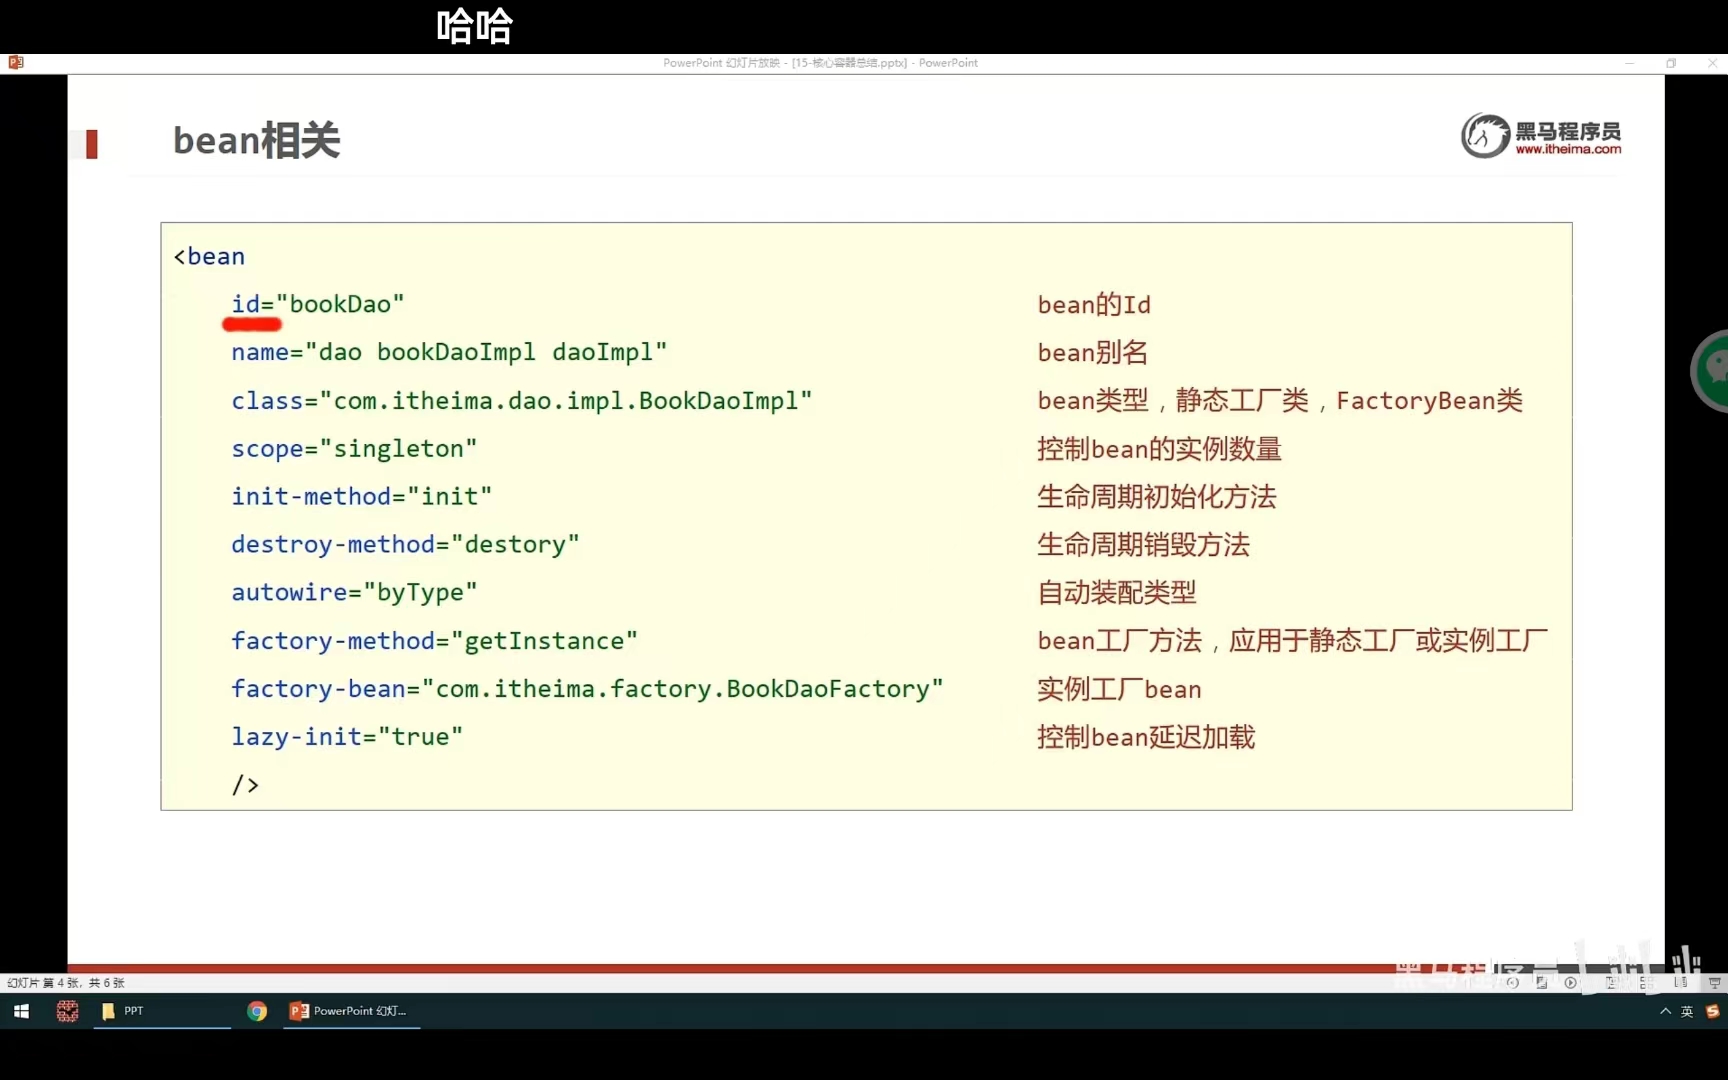 哈哈
PowerPoint 幻灯片放映 - [15-核心容器总结.pptx] - PowerPoint
bean相关
黑马程序员
www.itheima.com
<bean
id="bookDao" bean的Id
name="dao bookDaoImpl daoImpl" bean别名
class="com.itheima.dao.impl.BookDaoImpl" bean类型，静态工厂类，FactoryBean类
scope="singleton" 控制bean的实例数量
init-method="init" 生命周期初始化方法
destroy-method="destory" 生命周期销毁方法
autowire="byType" 自动装配类型
factory-method="getInstance" bean工厂方法，应用于静态工厂或实例工厂
factory-bean="com.itheima.factory.BookDaoFactory" 实例工厂bean
lazy-init="true" 控制bean延迟加载
/>
黑马程序员
幻灯片 第 4 张，共 6 张
PPT
PowerPoint 幻灯...
英